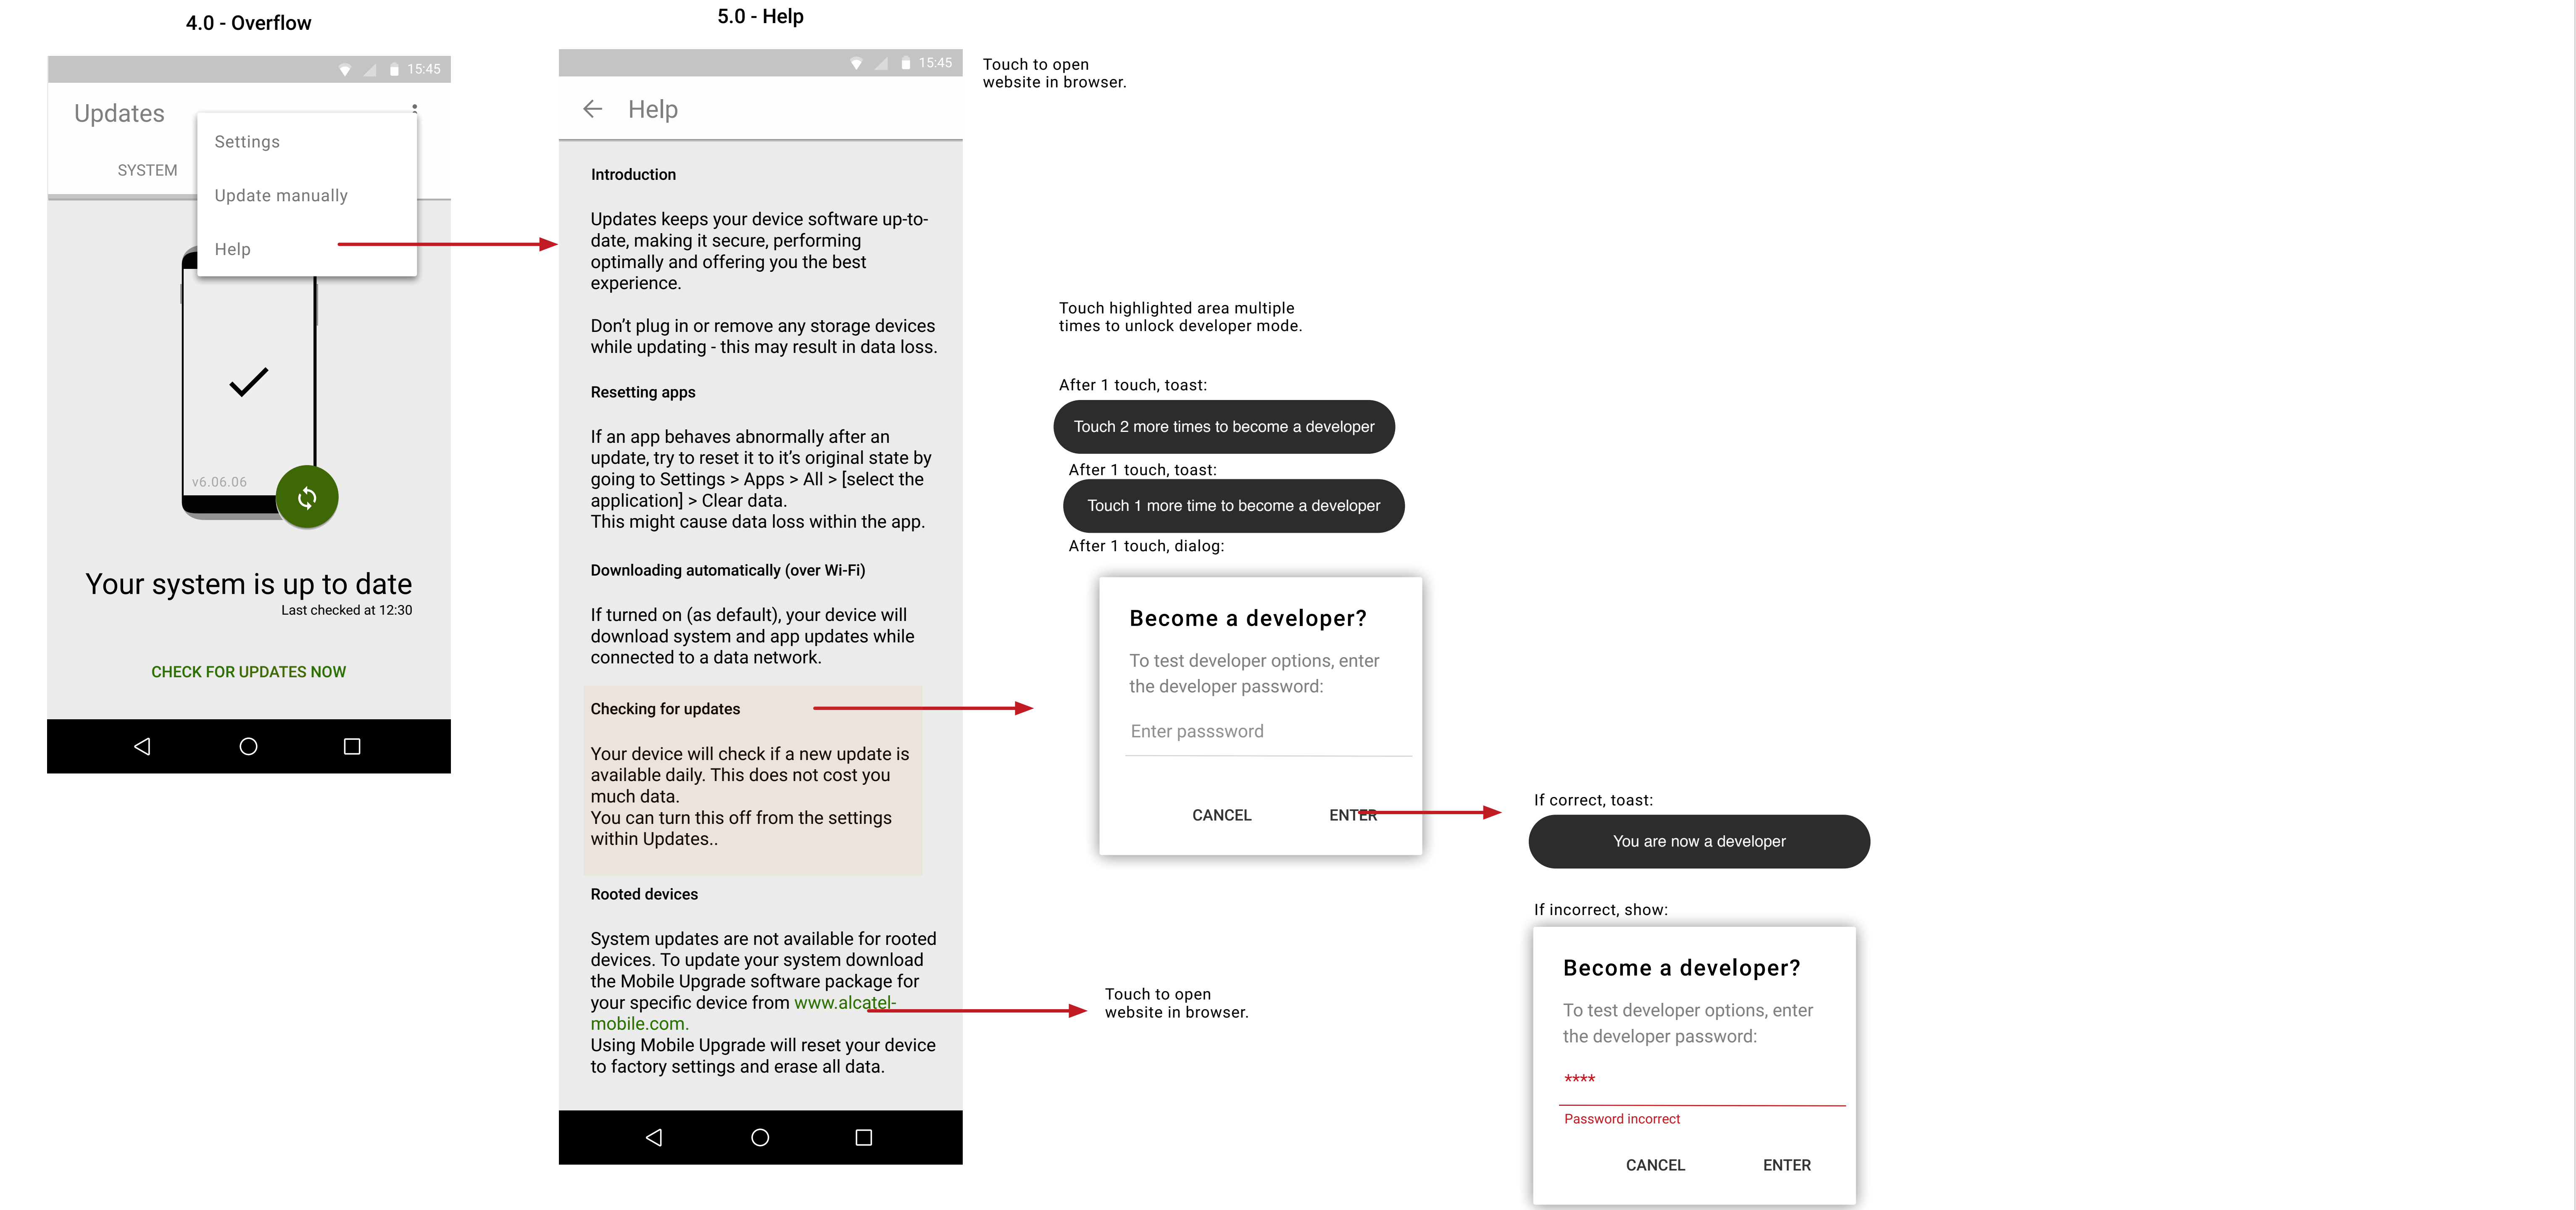 4.0 - Overflow
15:45
Updates
Settings
SYSTEM
Update manually
Help
v6.06.06
Your system is up to date
Last checked at 12:30
CHECK FOR UPDATES NOW
5.0 - Help
15:45
Help
Introduction
Updates keeps your device software up-to-
date, making it secure, performing
optimally and offering you the best
experience.
Don’t plug in or remove any storage devices
while updating - this may result in data loss.
Resetting apps
If an app behaves abnormally after an
update, try to reset it to it’s original state by
going to Settings > Apps > All > [select the
application] > Clear data.
This might cause data loss within the app.
Downloading automatically (over Wi-Fi)
If turned on (as default), your device will
download system and app updates while
connected to a data network.
Checking for updates
Your device will check if a new update is
available daily. This does not cost you
much data.
You can turn this off from the settings
within Updates..
Rooted devices
System updates are not available for rooted
devices. To update your system download
the Mobile Upgrade software package for
your specific device from www.alcatel-
mobile.com.
Using Mobile Upgrade will reset your device
to factory settings and erase all data.
Touch to open
website in browser.
Touch highlighted area multiple
times to unlock developer mode.
After 1 touch, toast:
Touch 2 more times to become a developer
After 1 touch, toast:
Touch 1 more time to become a developer
After 1 touch, dialog:
Become a developer?
To test developer options, enter
the developer password:
Enter passsword
CANCEL ENTER
Touch to open
website in browser.
If correct, toast:
You are now a developer
If incorrect, show:
Become a developer?
To test developer options, enter
the developer password:
****
Password incorrect
CANCEL ENTER